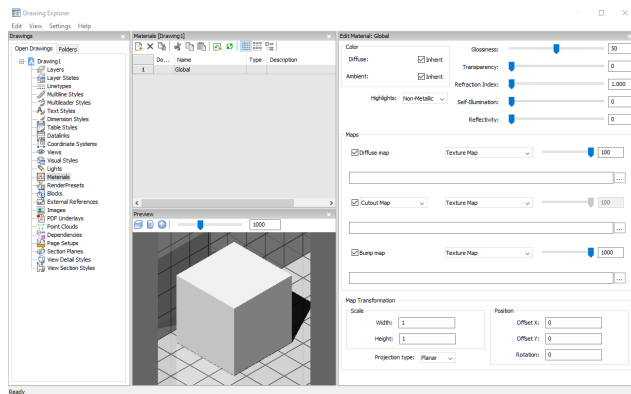 Drawing Explorer
Edit View Settings Help
Drawings
Open Drawings Folders
Drawing1
Layers
Layer States
Linetypes
Multiline Styles
Multileader Styles
Text Styles
Dimension Styles
Table Styles
Datalinks
Coordinate Systems
Views
Visual Styles
Lights
Materials
RenderPresets
Blocks
External References
Images
PDF Underlays
Point Clouds
Dependencies
Page Setups
Section Planes
View Detail Styles
View Section Styles
Materials [Drawing1]
Do... Name Type Description
1 Global
Preview
1000
Edit Material: Global
Color
Diffuse: Inherit
Ambient: Inherit
Highlights: Non-Metallic
Glossiness: 50
Transparency: 0
Refraction Index: 1.000
Self-Illumination: 0
Reflectivity: 0
Maps
Diffuse map Texture Map 100
...
Cutout Map Texture Map 100
...
Bump map Texture Map 1000
...
Map Transformation
Scale
Width: 1
Height: 1
Projection type: Planar
Position
Offset X: 0
Offset Y: 0
Rotation: 0
Ready